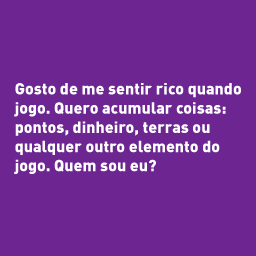 Gosto de me sentir rico quando
jogo. Quero acumular coisas:
pontos, dinheiro, terras ou
qualquer outro elemento do
jogo. Quem sou eu?